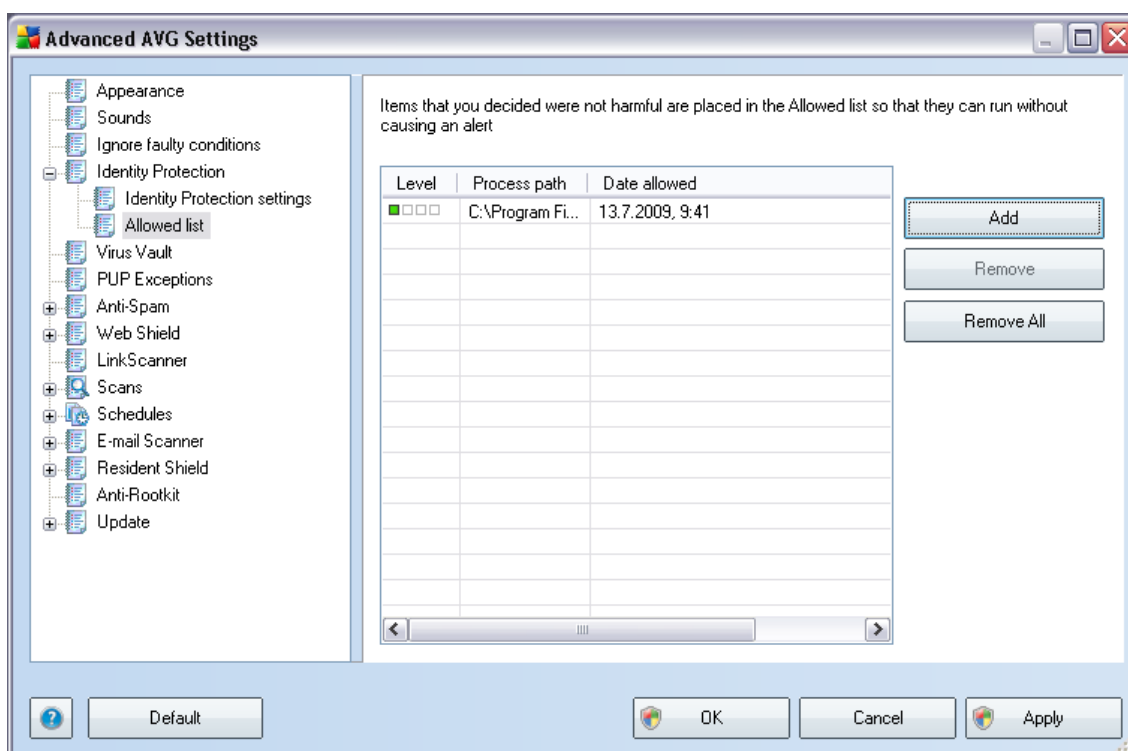 Advanced AVG Settings
Appearance
Sounds
Ignore faulty conditions
Identity Protection
Identity Protection settings
Allowed list
Virus Vault
PUP Exceptions
Anti-Spam
Web Shield
LinkScanner
Scans
Schedules
E-mail Scanner
Resident Shield
Anti-Rootkit
Update
Items that you decided were not harmful are placed in the Allowed list so that they can run without
causing an alert
Level Process path Date allowed
C:\Program Fi... 13.7.2009, 9:41
Add
Remove
Remove All
? Default OK Cancel Apply